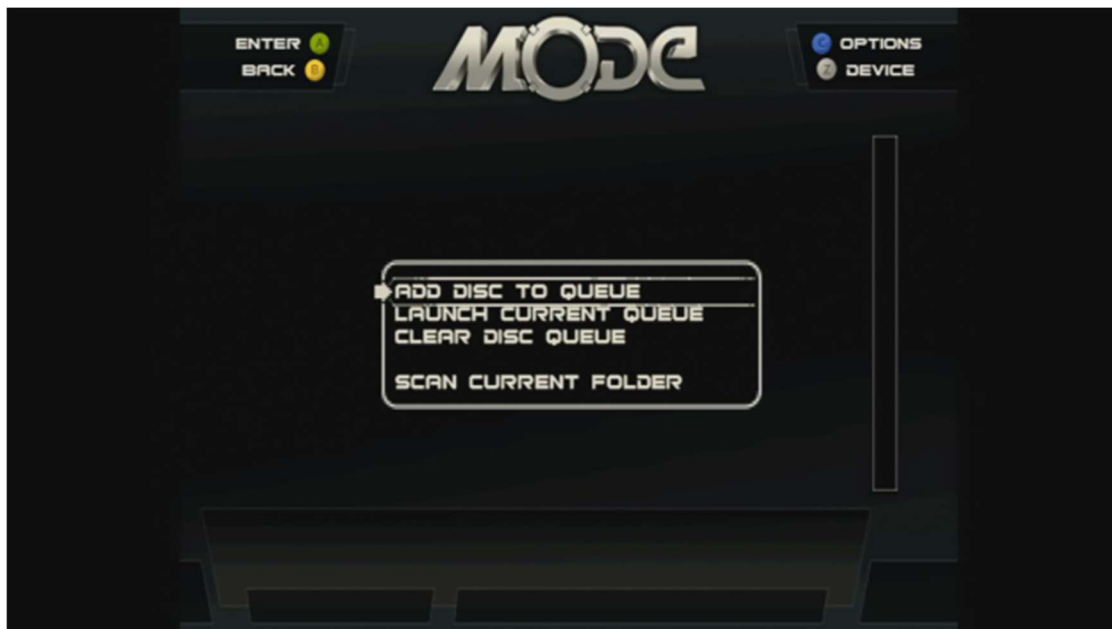 ENTER A
BACK B
MODE
C OPTIONS
Z DEVICE
ADD DISC TO QUEUE
LAUNCH CURRENT QUEUE
CLEAR DISC QUEUE
SCAN CURRENT FOLDER